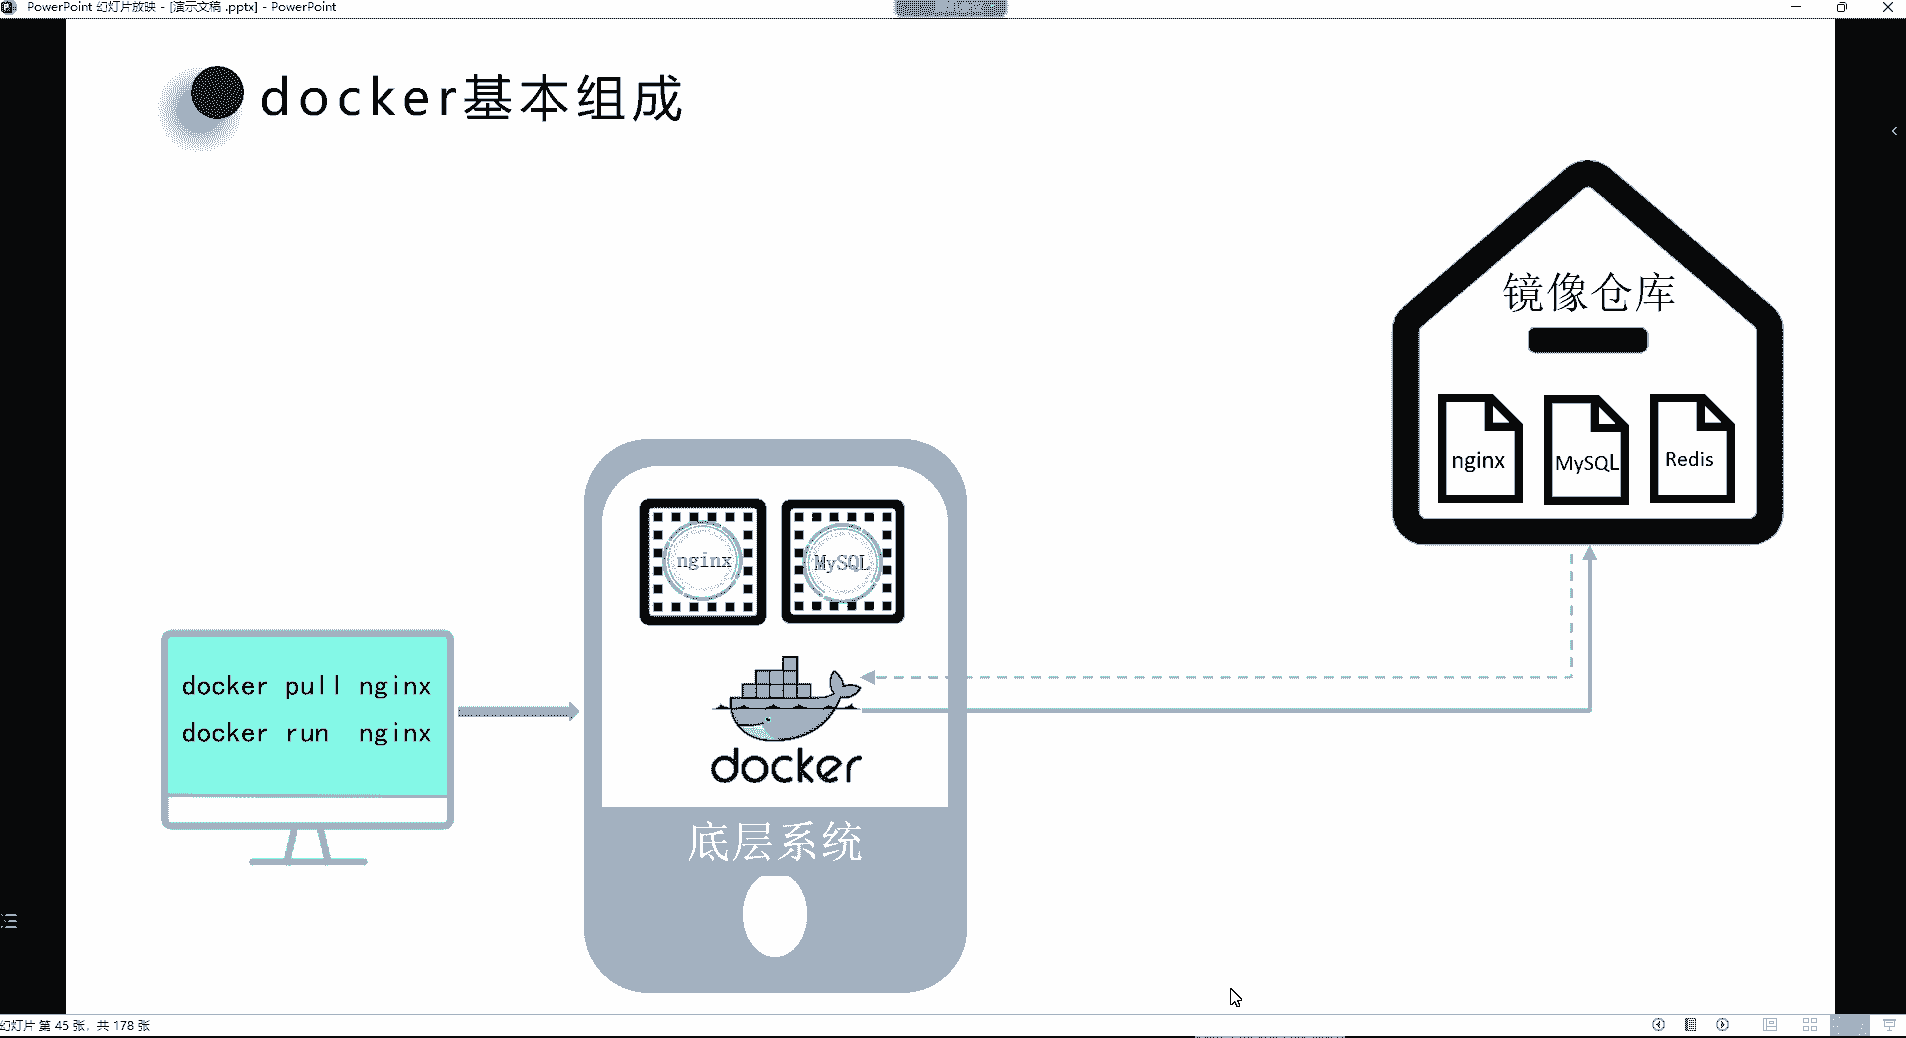 PowerPoint 幻灯片放映 - [演示文稿 .pptx] - PowerPoint
docker基本组成
镜像仓库
nginx
MySQL
Redis
nginx
MySQL
docker pull nginx
docker run nginx
docker
底层系统
幻灯片 第 45 张，共 178 张